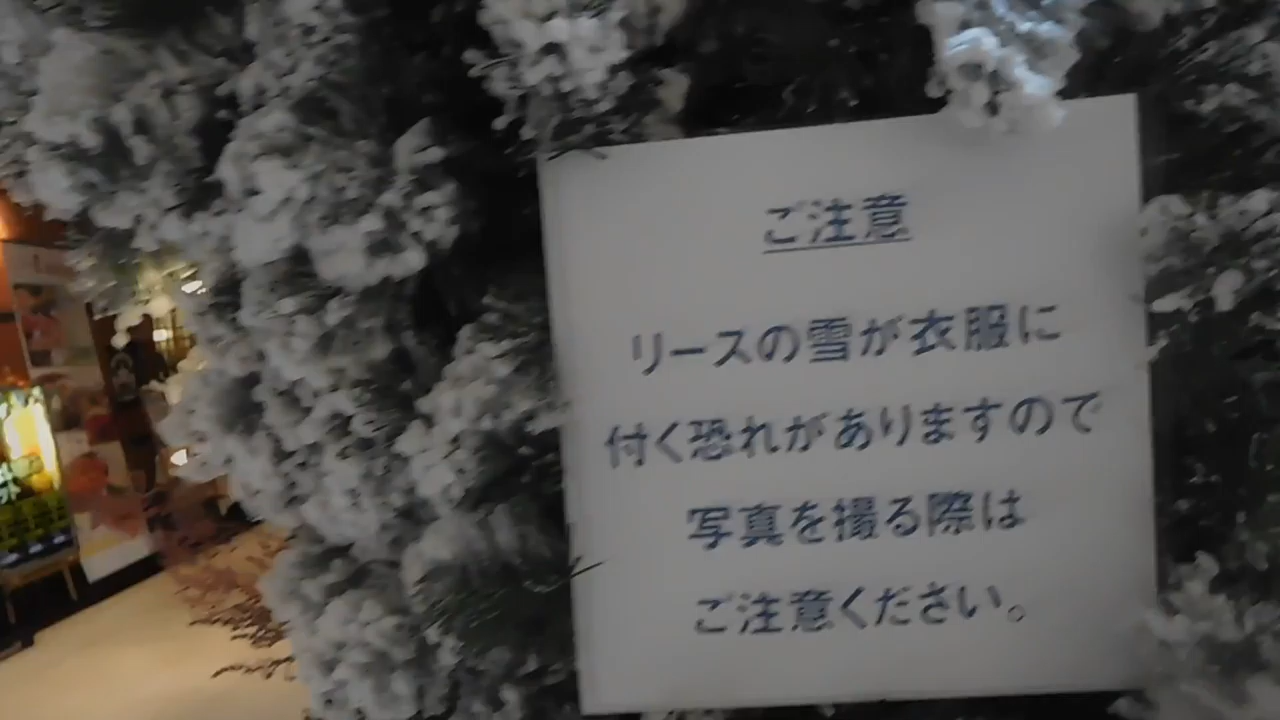 ご注意
リースの雪が衣服に
付く恐れがありますので
写真を撮る際は
ご注意ください。